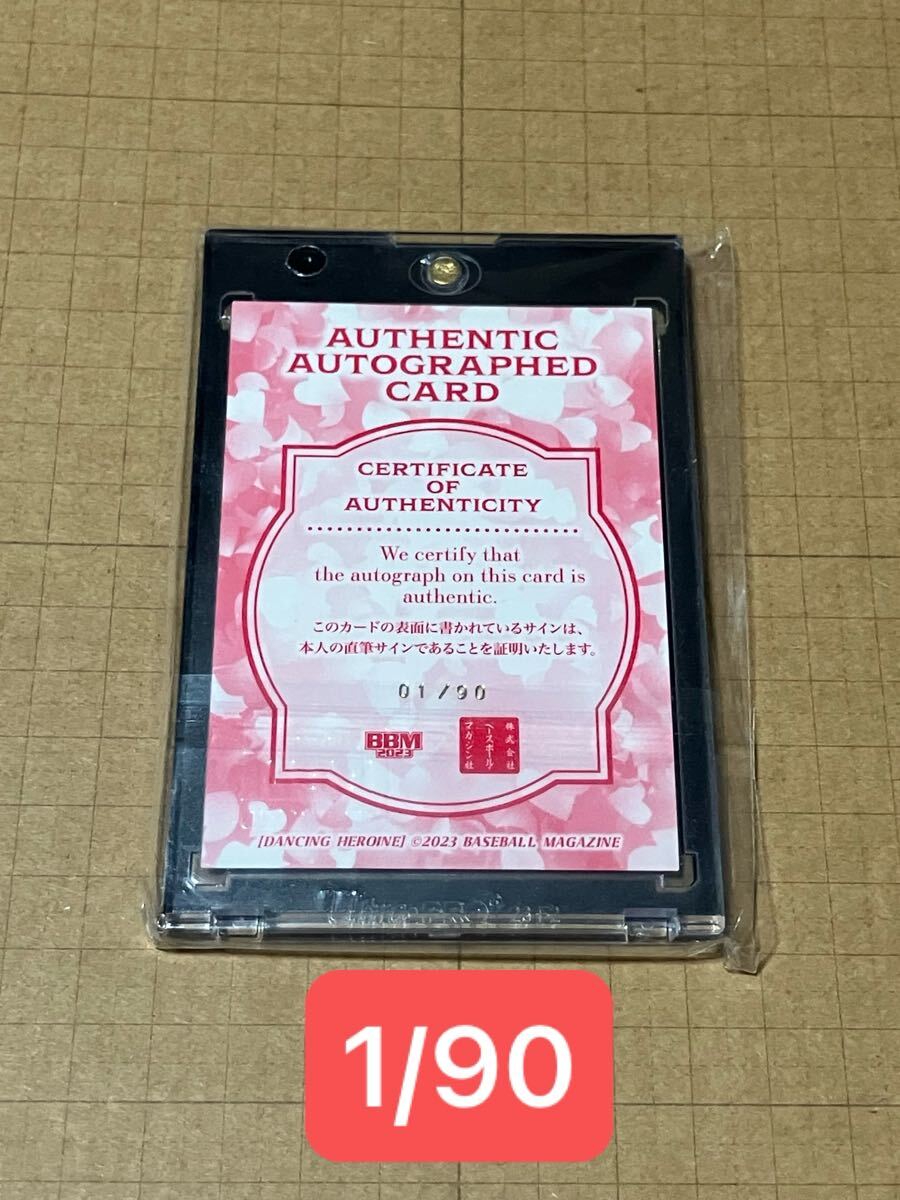 AUTHENTIC
AUTOGRAPHED
CARD
CERTIFICATE
OF
AUTHENTICITY
We certify that
the autograph on this card is
authentic.
このカードの表面に書かれているサインは、
本人の直筆サインであることを証明いたします。
01/90
BBM
2023
株式会社
ベースボール
マガジン社
[DANCING HEROINE] ©2023 BASEBALL MAGAZINE
1/90